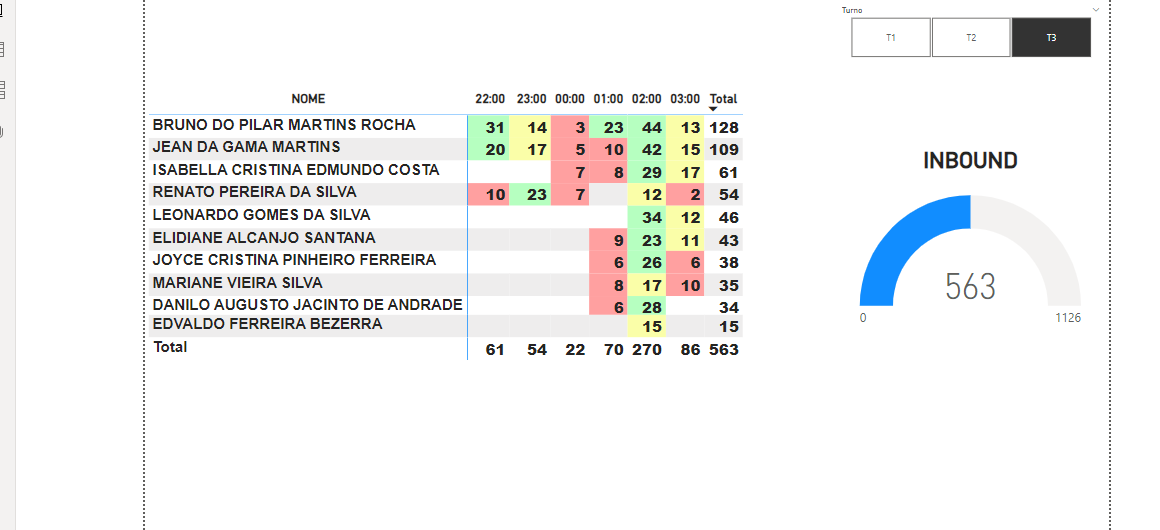 Turno
T1 T2 T3
NOME 22:00 23:00 00:00 01:00 02:00 03:00 Total
BRUNO DO PILAR MARTINS ROCHA 31 14 3 23 44 13 128
JEAN DA GAMA MARTINS 20 17 5 10 42 15 109
ISABELLA CRISTINA EDMUNDO COSTA 7 8 29 17 61
RENATO PEREIRA DA SILVA 10 23 7 12 2 54
LEONARDO GOMES DA SILVA 34 12 46
ELIDIANE ALCANJO SANTANA 9 23 11 43
JOYCE CRISTINA PINHEIRO FERREIRA 6 26 6 38
MARIANE VIEIRA SILVA 8 17 10 35
DANILO AUGUSTO JACINTO DE ANDRADE 6 28 34
EDVALDO FERREIRA BEZERRA 15 15
Total 61 54 22 70 270 86 563
INBOUND
563
0 1126